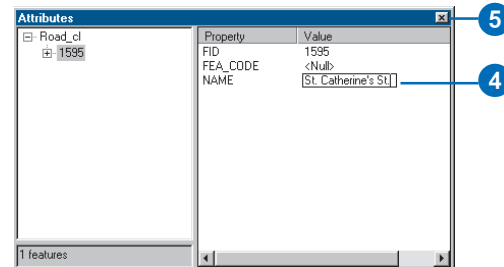 Attributes
5
Road_cl
1595
Property Value
FID 1595
FEA_CODE <Null>
NAME St. Catherine's St.
4
1 features